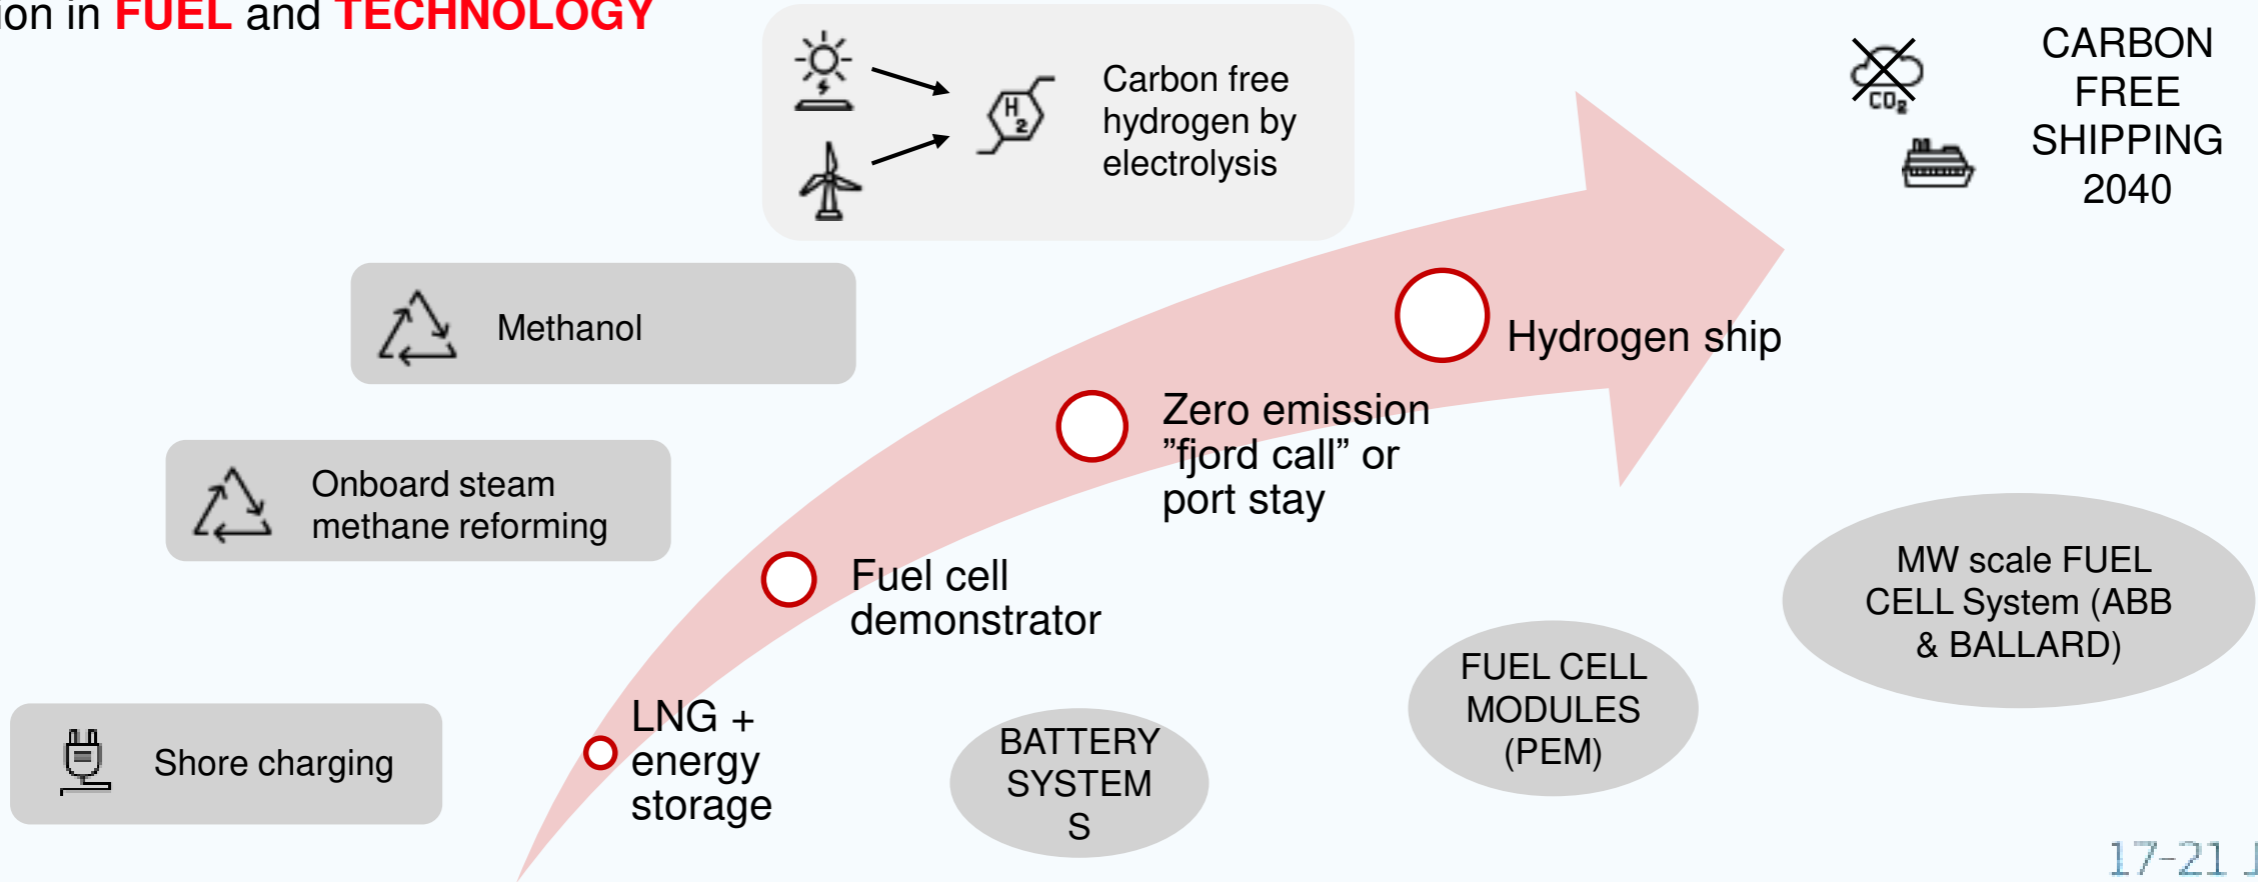 ion in FUEL and TECHNOLOGY
Carbon free
hydrogen by
electrolysis
H
2
CO2
CARBON
FREE
SHIPPING
2040
Methanol
Hydrogen ship
Zero emission
”fjord call” or
port stay
Onboard steam
methane reforming
Fuel cell
demonstrator
MW scale FUEL
CELL System (ABB
& BALLARD)
FUEL CELL
MODULES
(PEM)
Shore charging
LNG +
energy
storage
BATTERY
SYSTEM
S
17-21 J